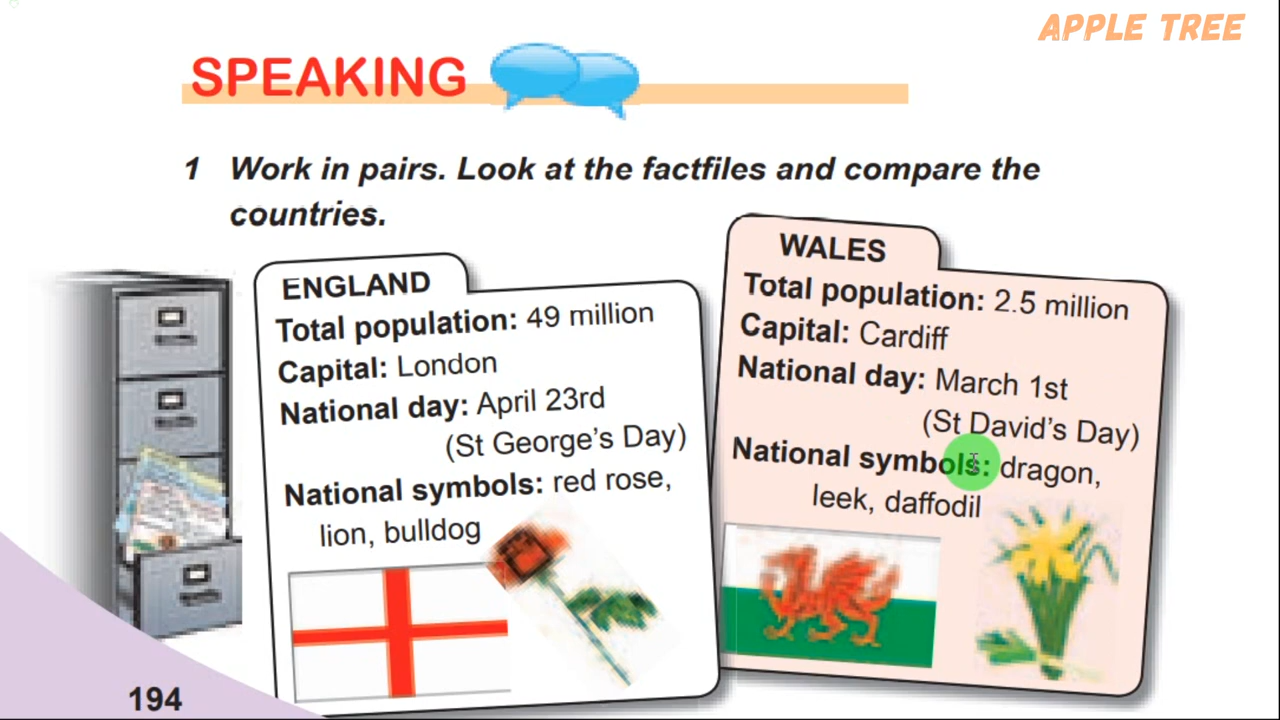 APPLE TREE
SPEAKING
1 Work in pairs. Look at the factfiles and compare the
countries.
ENGLAND
Total population: 49 million
Capital: London
National day: April 23rd
(St George's Day)
National symbols: red rose,
lion, bulldog
WALES
Total population: 2.5 million
Capital: Cardiff
National day: March 1st
(St David's Day)
National symbols: dragon,
leek, daffodil
194